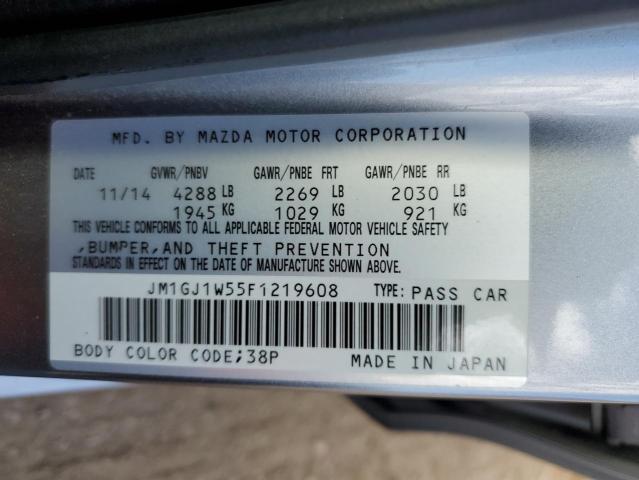 MFD. BY MAZDA MOTOR CORPORATION
DATE GVWR/PNBV GAWR/PNBE FRT GAWR/PNBE RR
11/14 4288 LB 2269 LB 2030 LB
1945 KG 1029 KG 921 KG
THIS VEHICLE CONFORMS TO ALL APPLICABLE FEDERAL MOTOR VEHICLE SAFETY
,BUMPER,AND THEFT PREVENTION
STANDARDS IN EFFECT ON THE DATE OF MANUFACTURE SHOWN ABOVE.
JM1GJ1W55F1219608 TYPE: PASS CAR
BODY COLOR CODE;38P MADE IN JAPAN